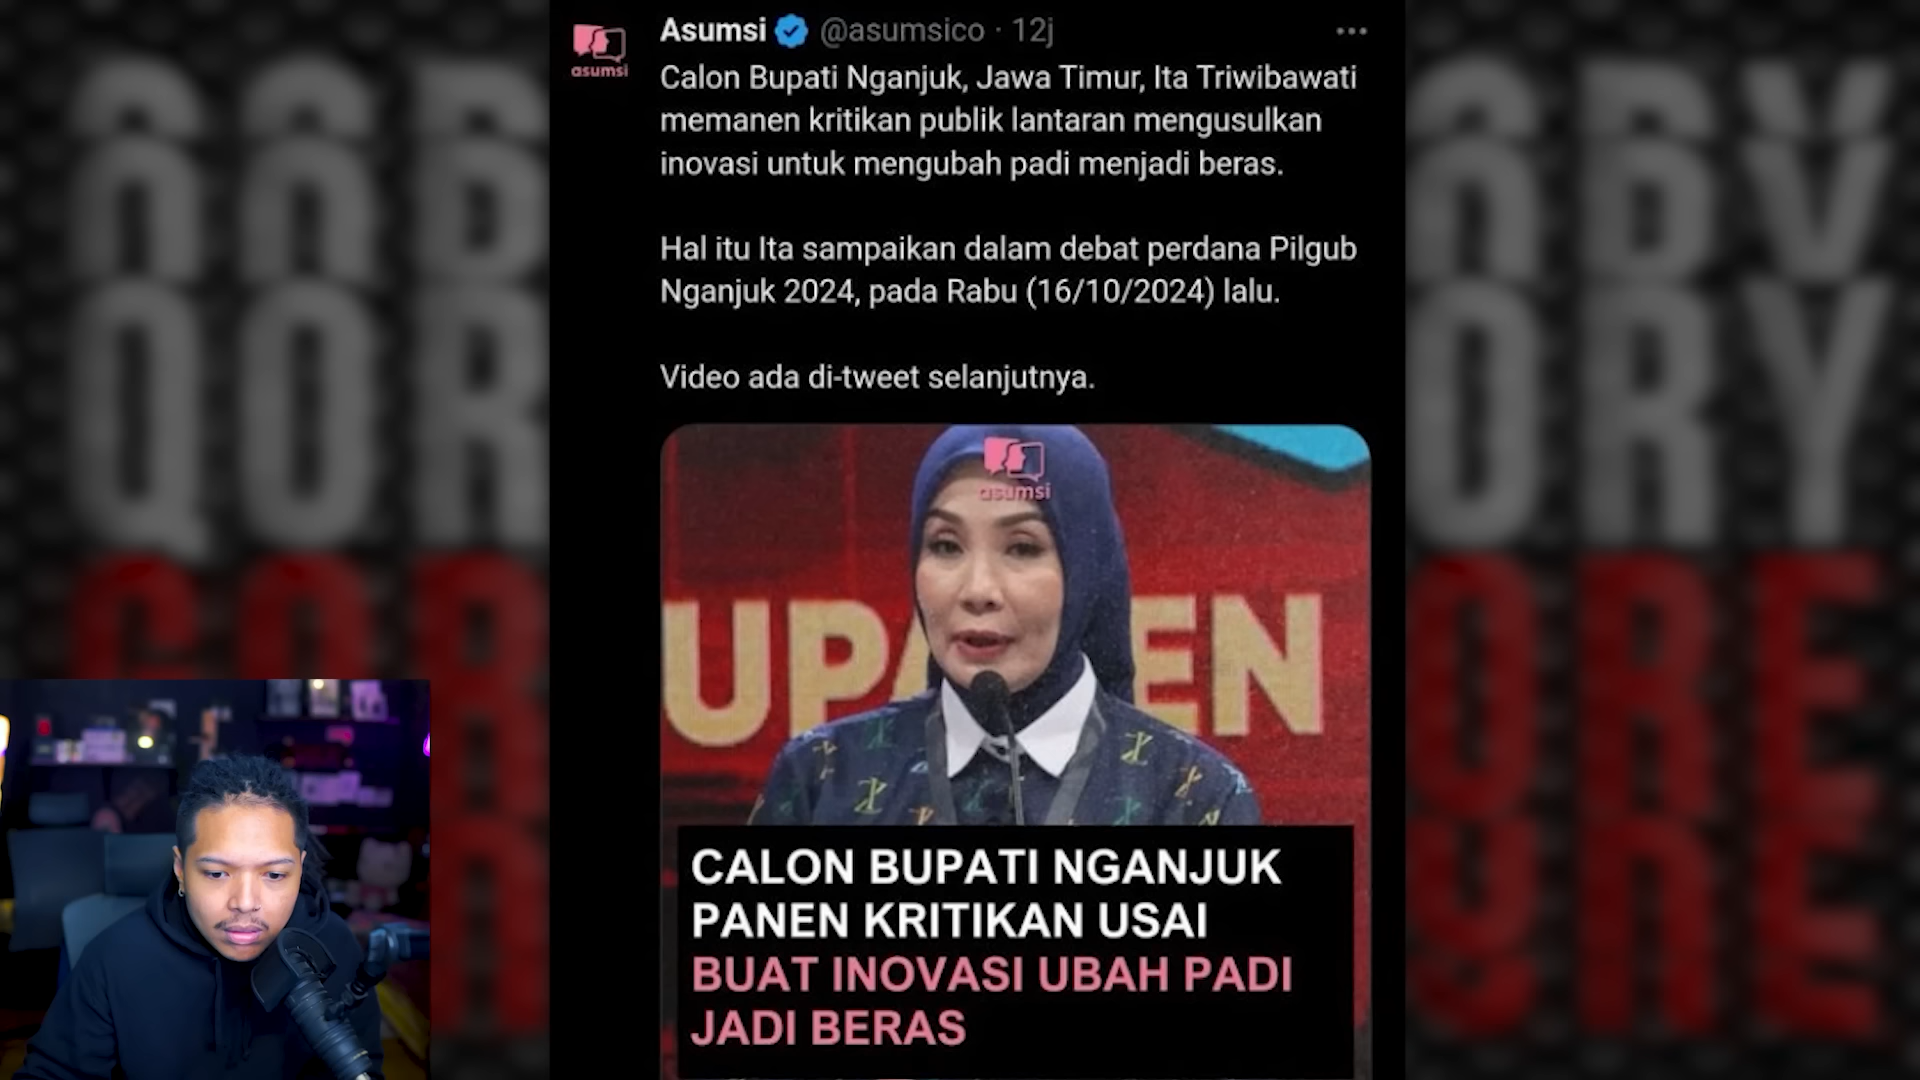 Asumsi @asumsico · 12j
asumsi
Calon Bupati Nganjuk, Jawa Timur, Ita Triwibawati
memanen kritikan publik lantaran mengusulkan
inovasi untuk mengubah padi menjadi beras.
Hal itu Ita sampaikan dalam debat perdana Pilgub
Nganjuk 2024, pada Rabu (16/10/2024) lalu.
Video ada di-tweet selanjutnya.
asumsi
UPA EN
CALON BUPATI NGANJUK
PANEN KRITIKAN USAI
BUAT INOVASI UBAH PADI
JADI BERAS